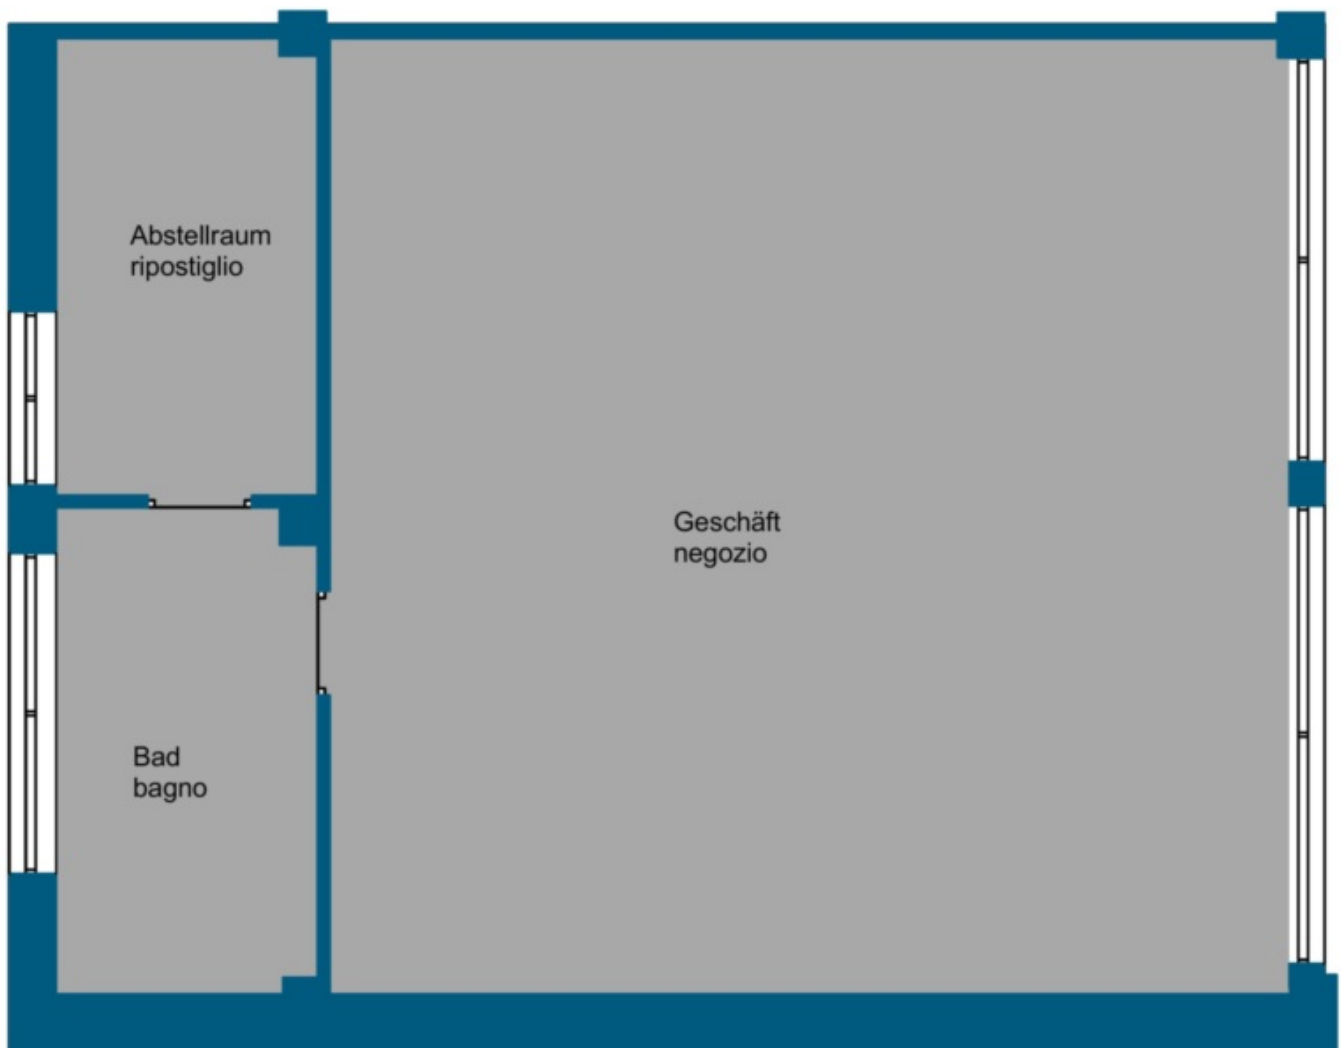 Abstellraum
ripostiglio
Geschäft
negozio
Bad
bagno